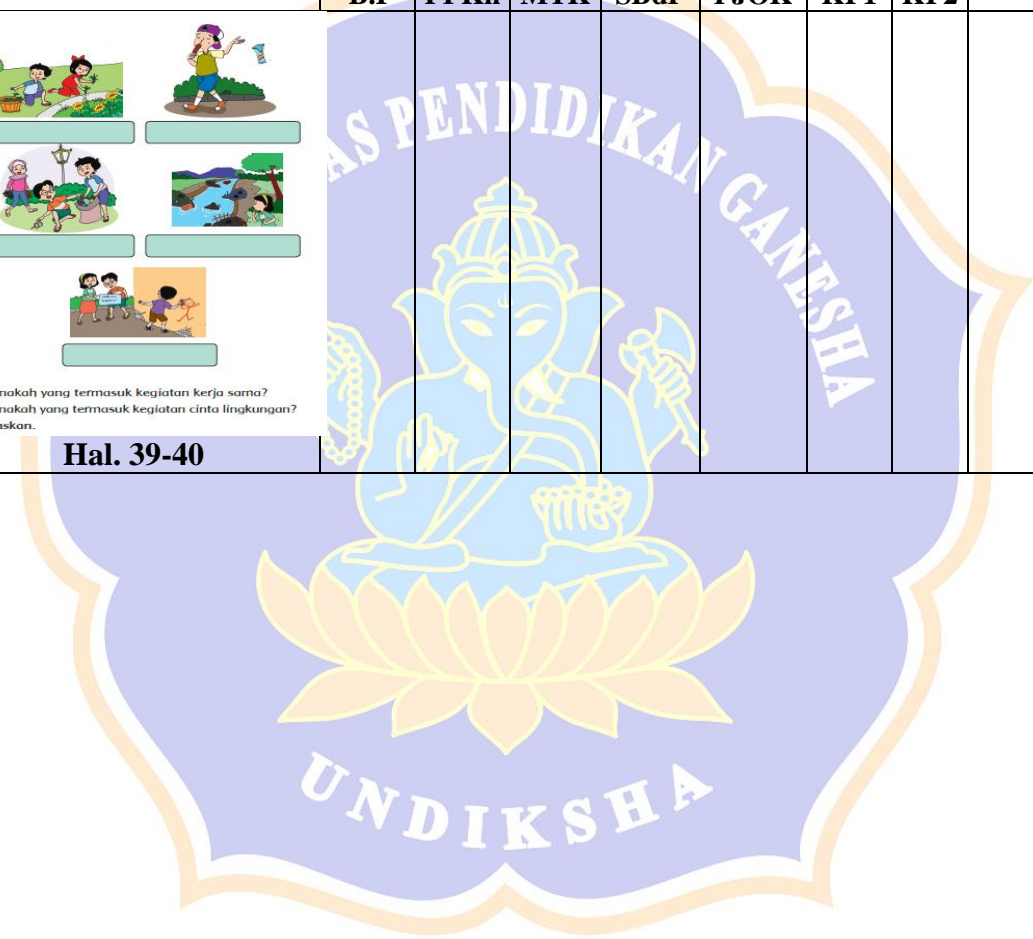 B.I PPKn MTK SBdP PJOK KI 1 KI 2
nakah yang termasuk kegiatan kerja sama?
nakah yang termasuk kegiatan cinta lingkungan?
askan.
Hal. 39-40
AS PENDIDIKAN GANESHA
UNDIKSHA